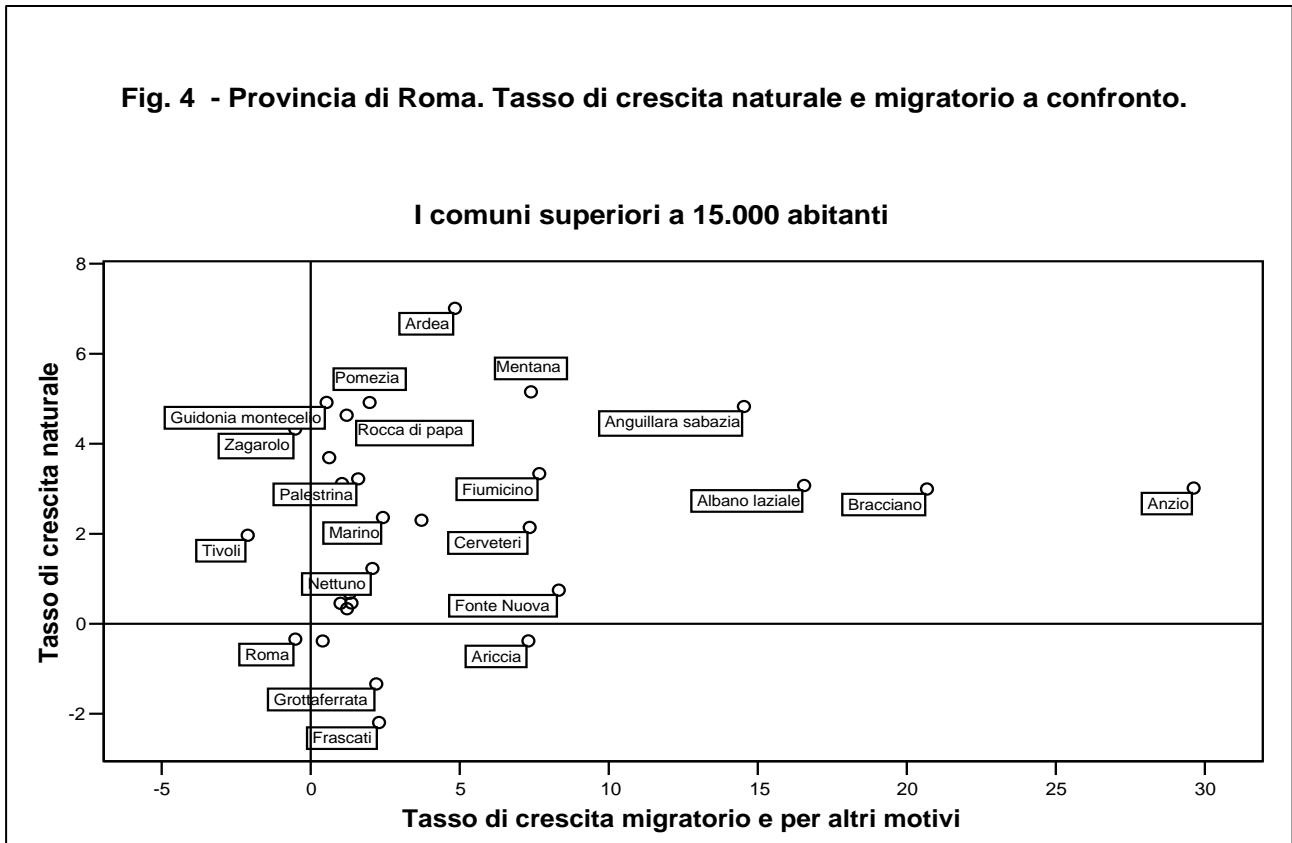 Fig. 4 - Provincia di Roma. Tasso di crescita naturale e migratorio a confronto.
I comuni superiori a 15.000 abitanti
Tasso di crescita naturale
8
6
4
2
0
-2
Ardea
Mentana
Pomezia
Guidonia montecelio
Anguillara sabazia
Rocca di papa
Zagarolo
Palestrina
Fiumicino
Albano laziale
Bracciano
Anzio
Marino
Cerveteri
Tivoli
Nettuno
Fonte Nuova
Roma
Ariccia
Grottaferrata
Frascati
-5 0 5 10 15 20 25 30
Tasso di crescita migratorio e per altri motivi